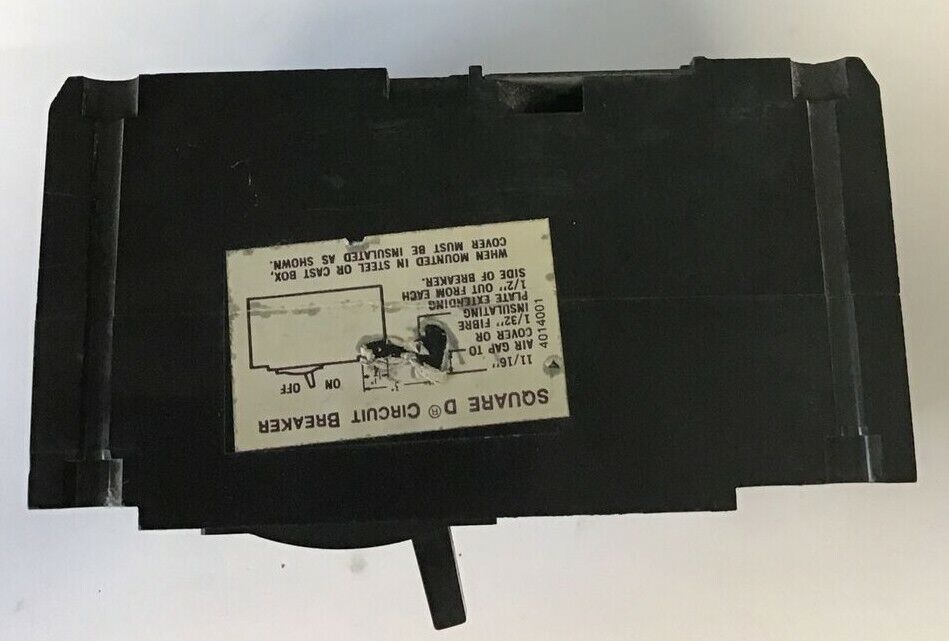 SQUARE D® CIRCUIT BREAKER
ON
OFF
11/16"
AIR GAP TO
COVER OR
1/32" FIBRE
INSULATING
PLATE EXTENDING
1/2" OUT FROM EACH
SIDE OF BREAKER.
WHEN MOUNTED IN STEEL OR CAST BOX,
COVER MUST BE INSULATED AS SHOWN.
4014001